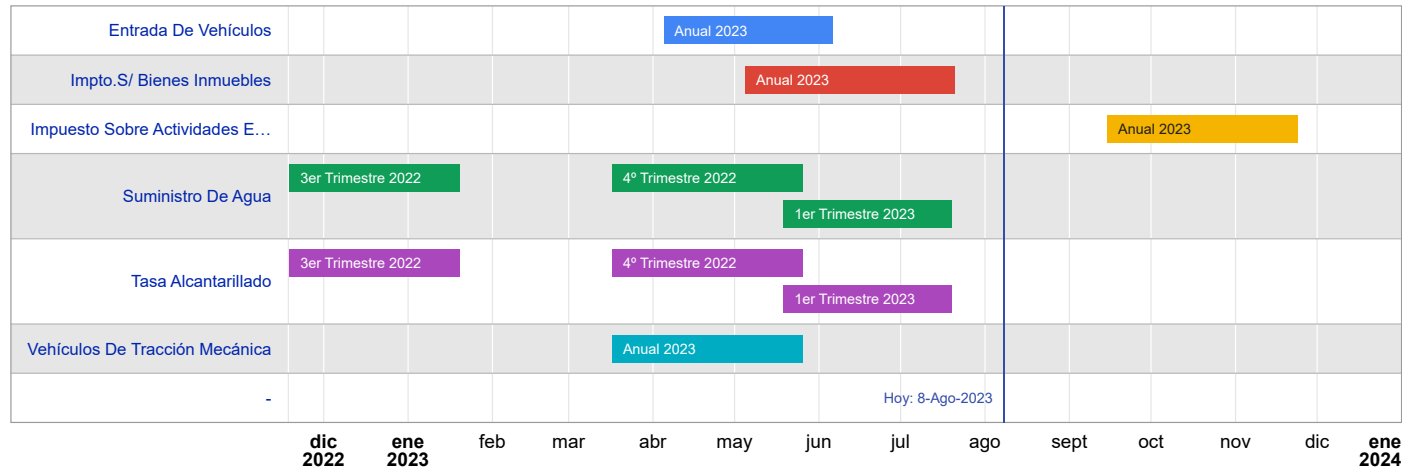 Entrada De Vehículos
Anual 2023
Impto.S/ Bienes Inmuebles
Anual 2023
Impuesto Sobre Actividades E…
Anual 2023
Suministro De Agua
3er Trimestre 2022
4º Trimestre 2022
1er Trimestre 2023
Tasa Alcantarillado
3er Trimestre 2022
4º Trimestre 2022
1er Trimestre 2023
Vehículos De Tracción Mecánica
Anual 2023
-
Hoy: 8-Ago-2023
dic 2022
ene 2023
feb
mar
abr
may
jun
jul
ago
sept
oct
nov
dic
ene 2024